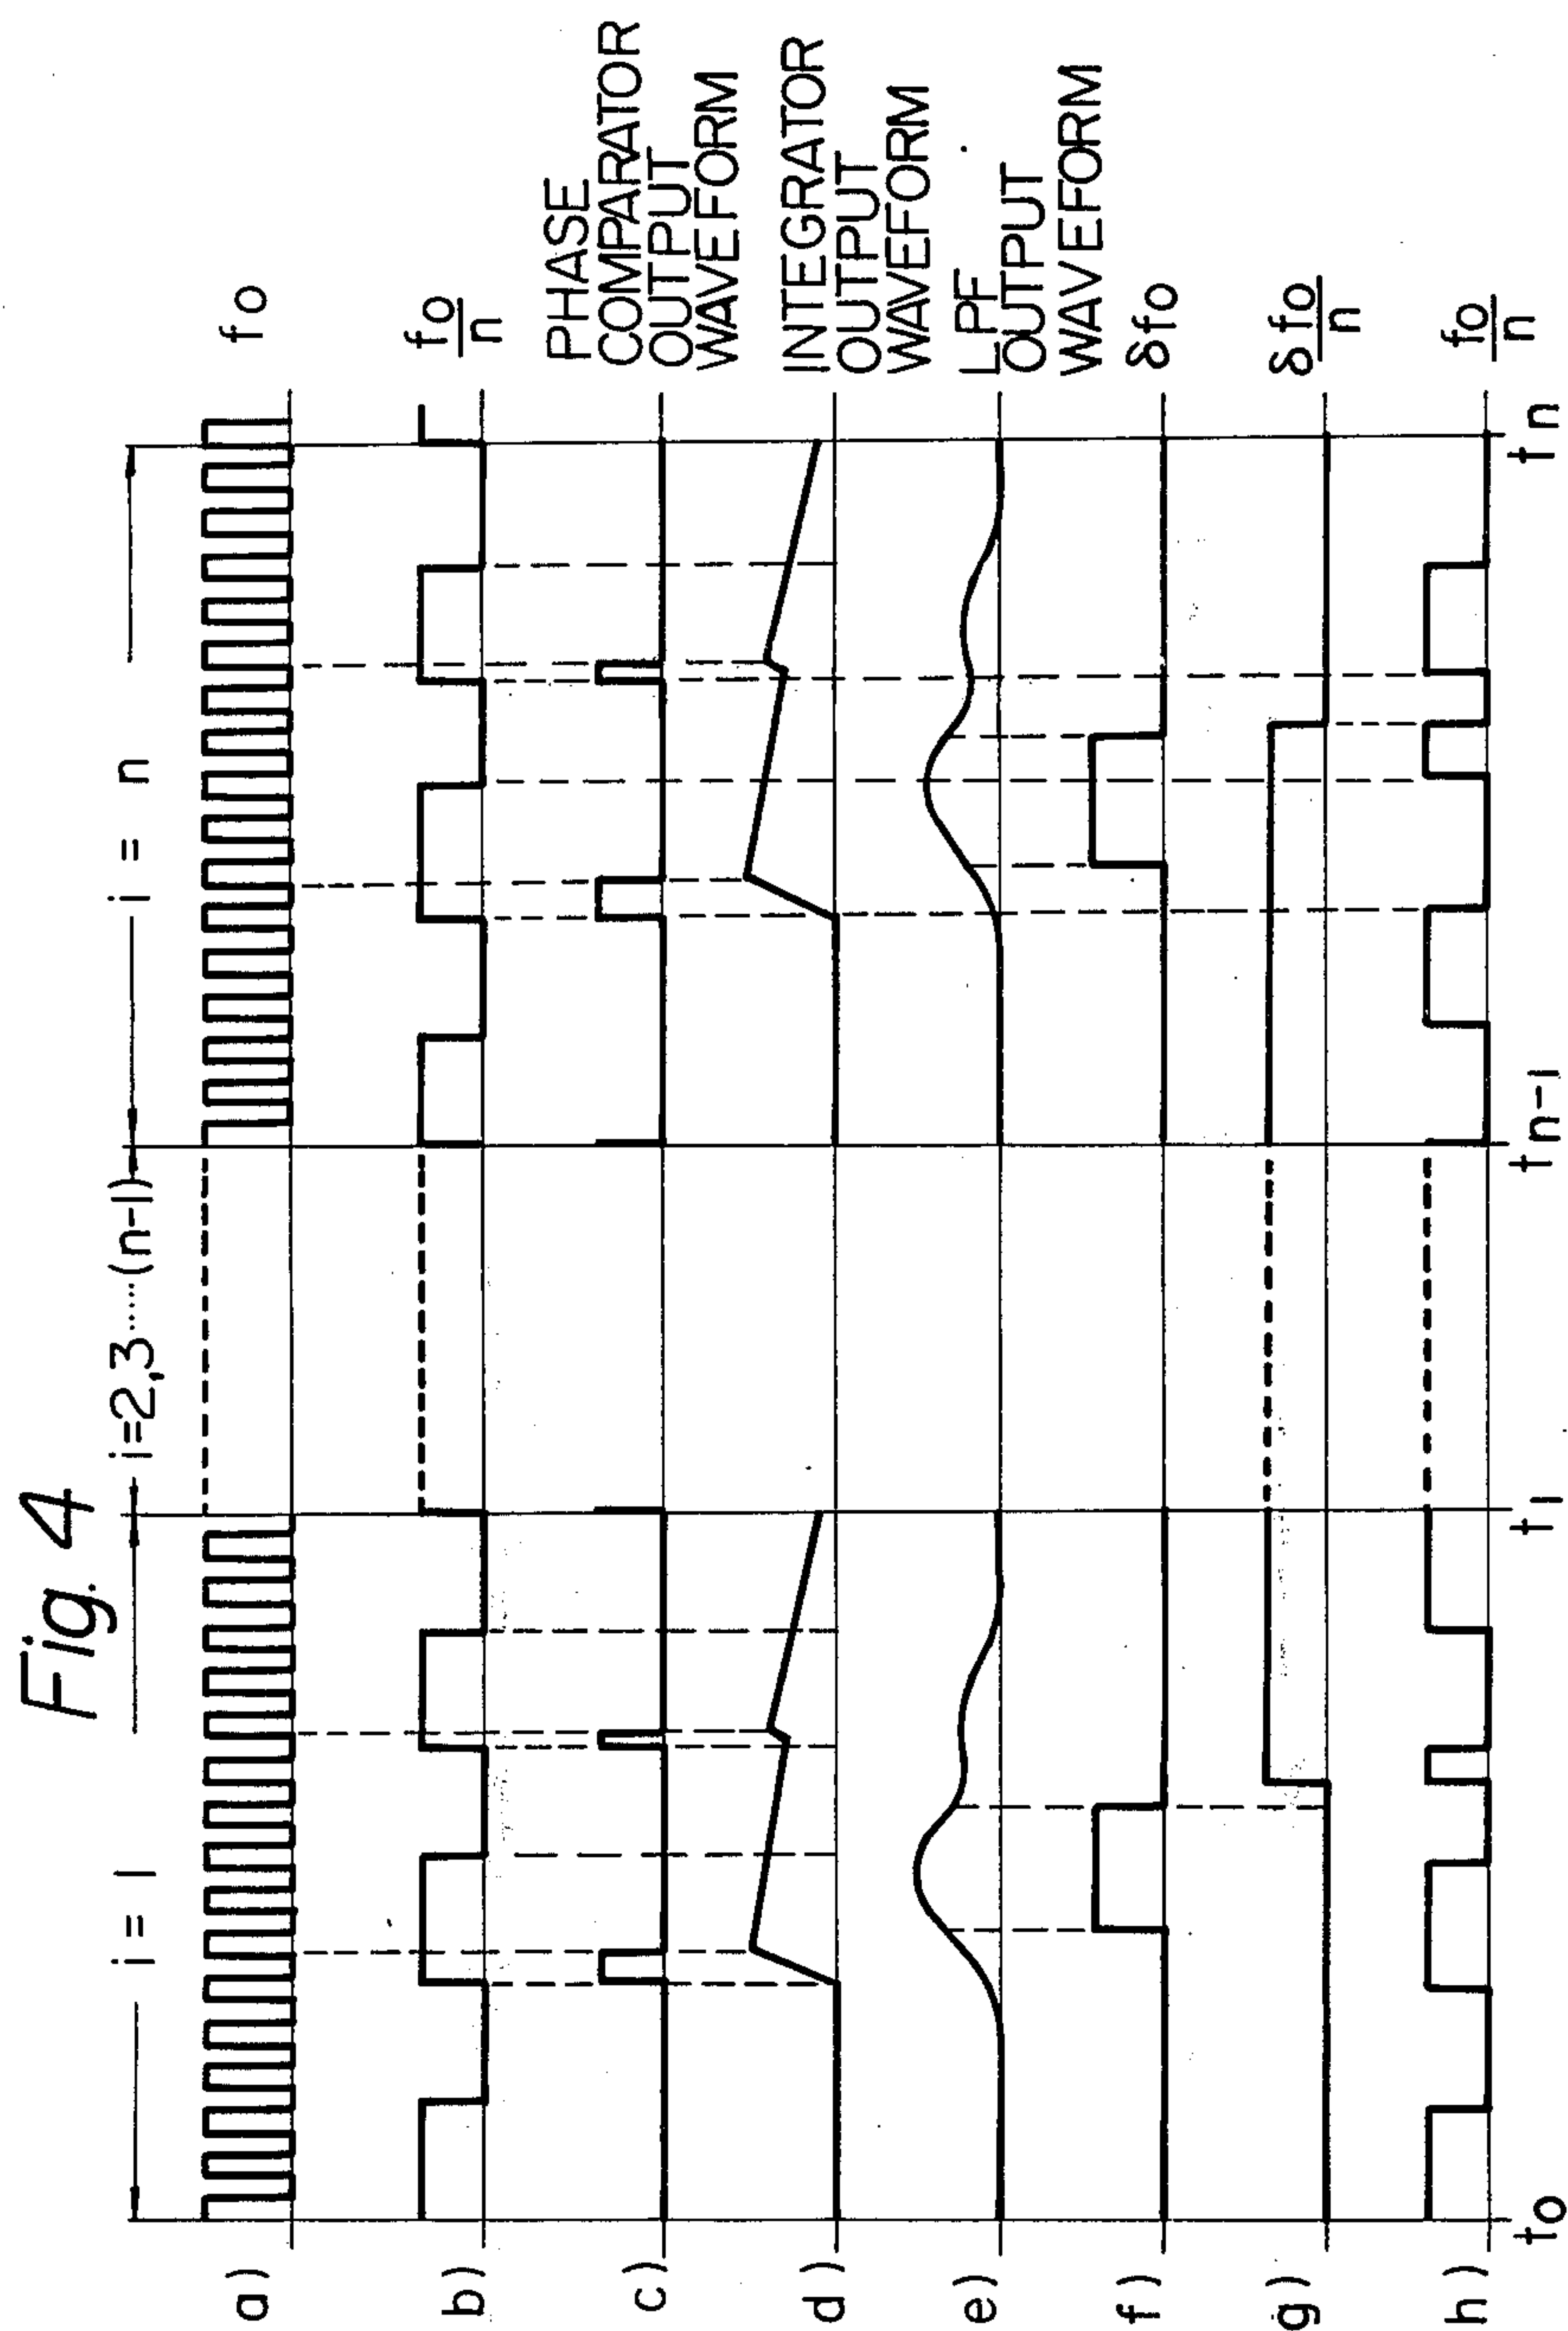 Fig. 4
i = 1
i=2,3·····(n-1)
i = n
a)
fo
b)
fo
n
c)
PHASE
COMPARATOR
OUTPUT
WAVEFORM
d)
INTEGRATOR
OUTPUT
WAVEFORM
e)
LPF
OUTPUT
WAVEFORM
f)
δfo
g)
δ fo
n
h)
fo
n
to
t1
tn-1
tn